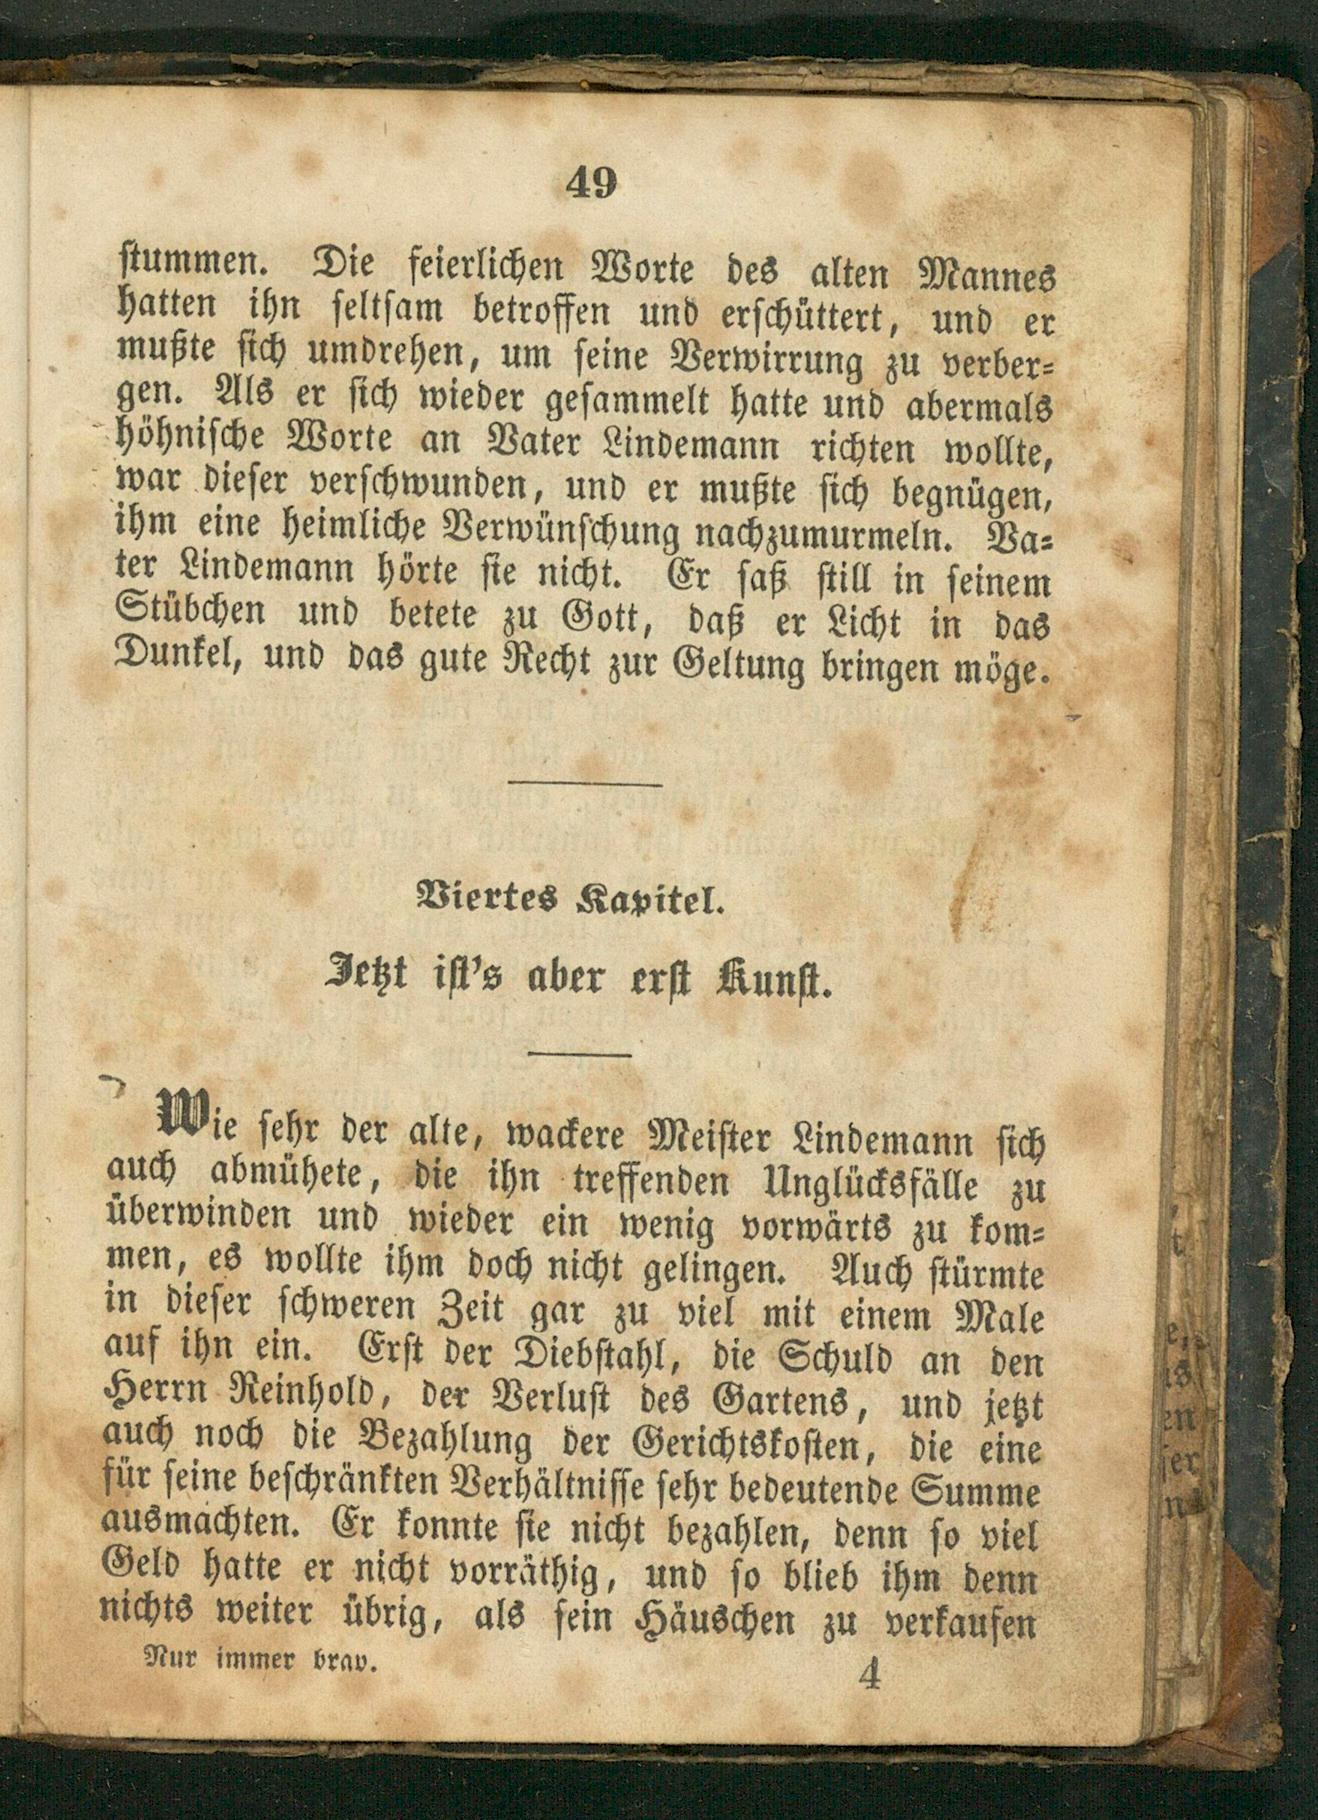 49
stummen. Die feierlichen Worte des alten Mannes
hatten ihn seltsam betroffen und erschüttert, und er
mußte sich umdrehen, um seine Verwirrung zu verber-
gen. Als er sich wieder gesammelt hatte und abermals
höhnische Worte an Vater Lindemann richten wollte,
war dieser verschwunden, und er mußte sich begnügen,
ihm eine heimliche Verwünschung nachzumurmeln. Va-
ter Lindemann hörte sie nicht. Er saß still in seinem
Stübchen und betete zu Gott, daß er Licht in das
Dunkel, und das gute Recht zur Geltung bringen möge.
Viertes Kapitel.
Jetzt ist's aber erst Kunst.
Wie sehr der alte, wackere Meister Lindemann sich
auch abmühete, die ihn treffenden Unglücksfälle zu
überwinden und wieder ein wenig vorwärts zu kom-
men, es wollte ihm doch nicht gelingen. Auch stürmte
in dieser schweren Zeit gar zu viel mit einem Male
auf ihn ein. Erst der Diebstahl, die Schuld an den
Herrn Reinhold, der Verlust des Gartens, und jetzt
auch noch die Bezahlung der Gerichtskosten, die eine
für seine beschränkten Verhältnisse sehr bedeutende Summe
ausmachten. Er konnte sie nicht bezahlen, denn so viel
Geld hatte er nicht vorräthig, und so blieb ihm denn
nichts weiter übrig, als sein Häuschen zu verkaufen
Nur immer brav. 4